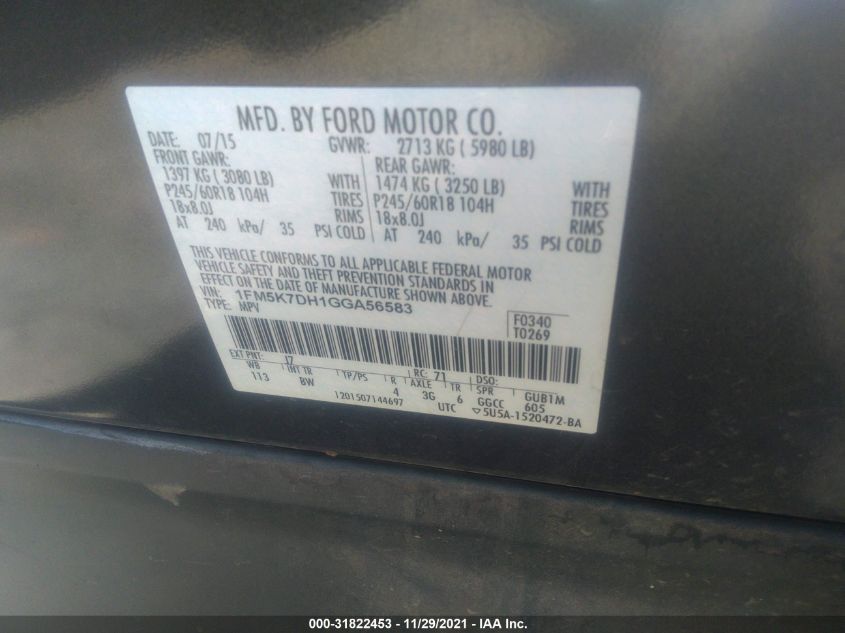 MFD. BY FORD MOTOR CO.
DATE: 07/15 GVWR: 2713 KG ( 5980 LB)
FRONT GAWR: REAR GAWR:
1397 KG ( 3080 LB) WITH 1474 KG ( 3250 LB) WITH
P245/60R18 104H TIRES P245/60R18 104H TIRES
18x8.0J RIMS 18x8.0J RIMS
AT 240 kPa/ 35 PSI COLD AT 240 kPa/ 35 PSI COLD
THIS VEHICLE CONFORMS TO ALL APPLICABLE FEDERAL MOTOR
VEHICLE SAFETY AND THEFT PREVENTION STANDARDS IN
EFFECT ON THE DATE OF MANUFACTURE SHOWN ABOVE.
VIN: 1FM5K7DH1GGA56583
TYPE: MPV
F0340
T0269
EXT PNT: J7 RC: 71 DSO:
WB INT TR TP/PS R AXLE TR SPR GUB1M
113 BW 4 3G 6 GGCC 605
1201507144697 UTC ▽5U5A-1520472-BA
000-31822453 - 11/29/2021 - IAA Inc.